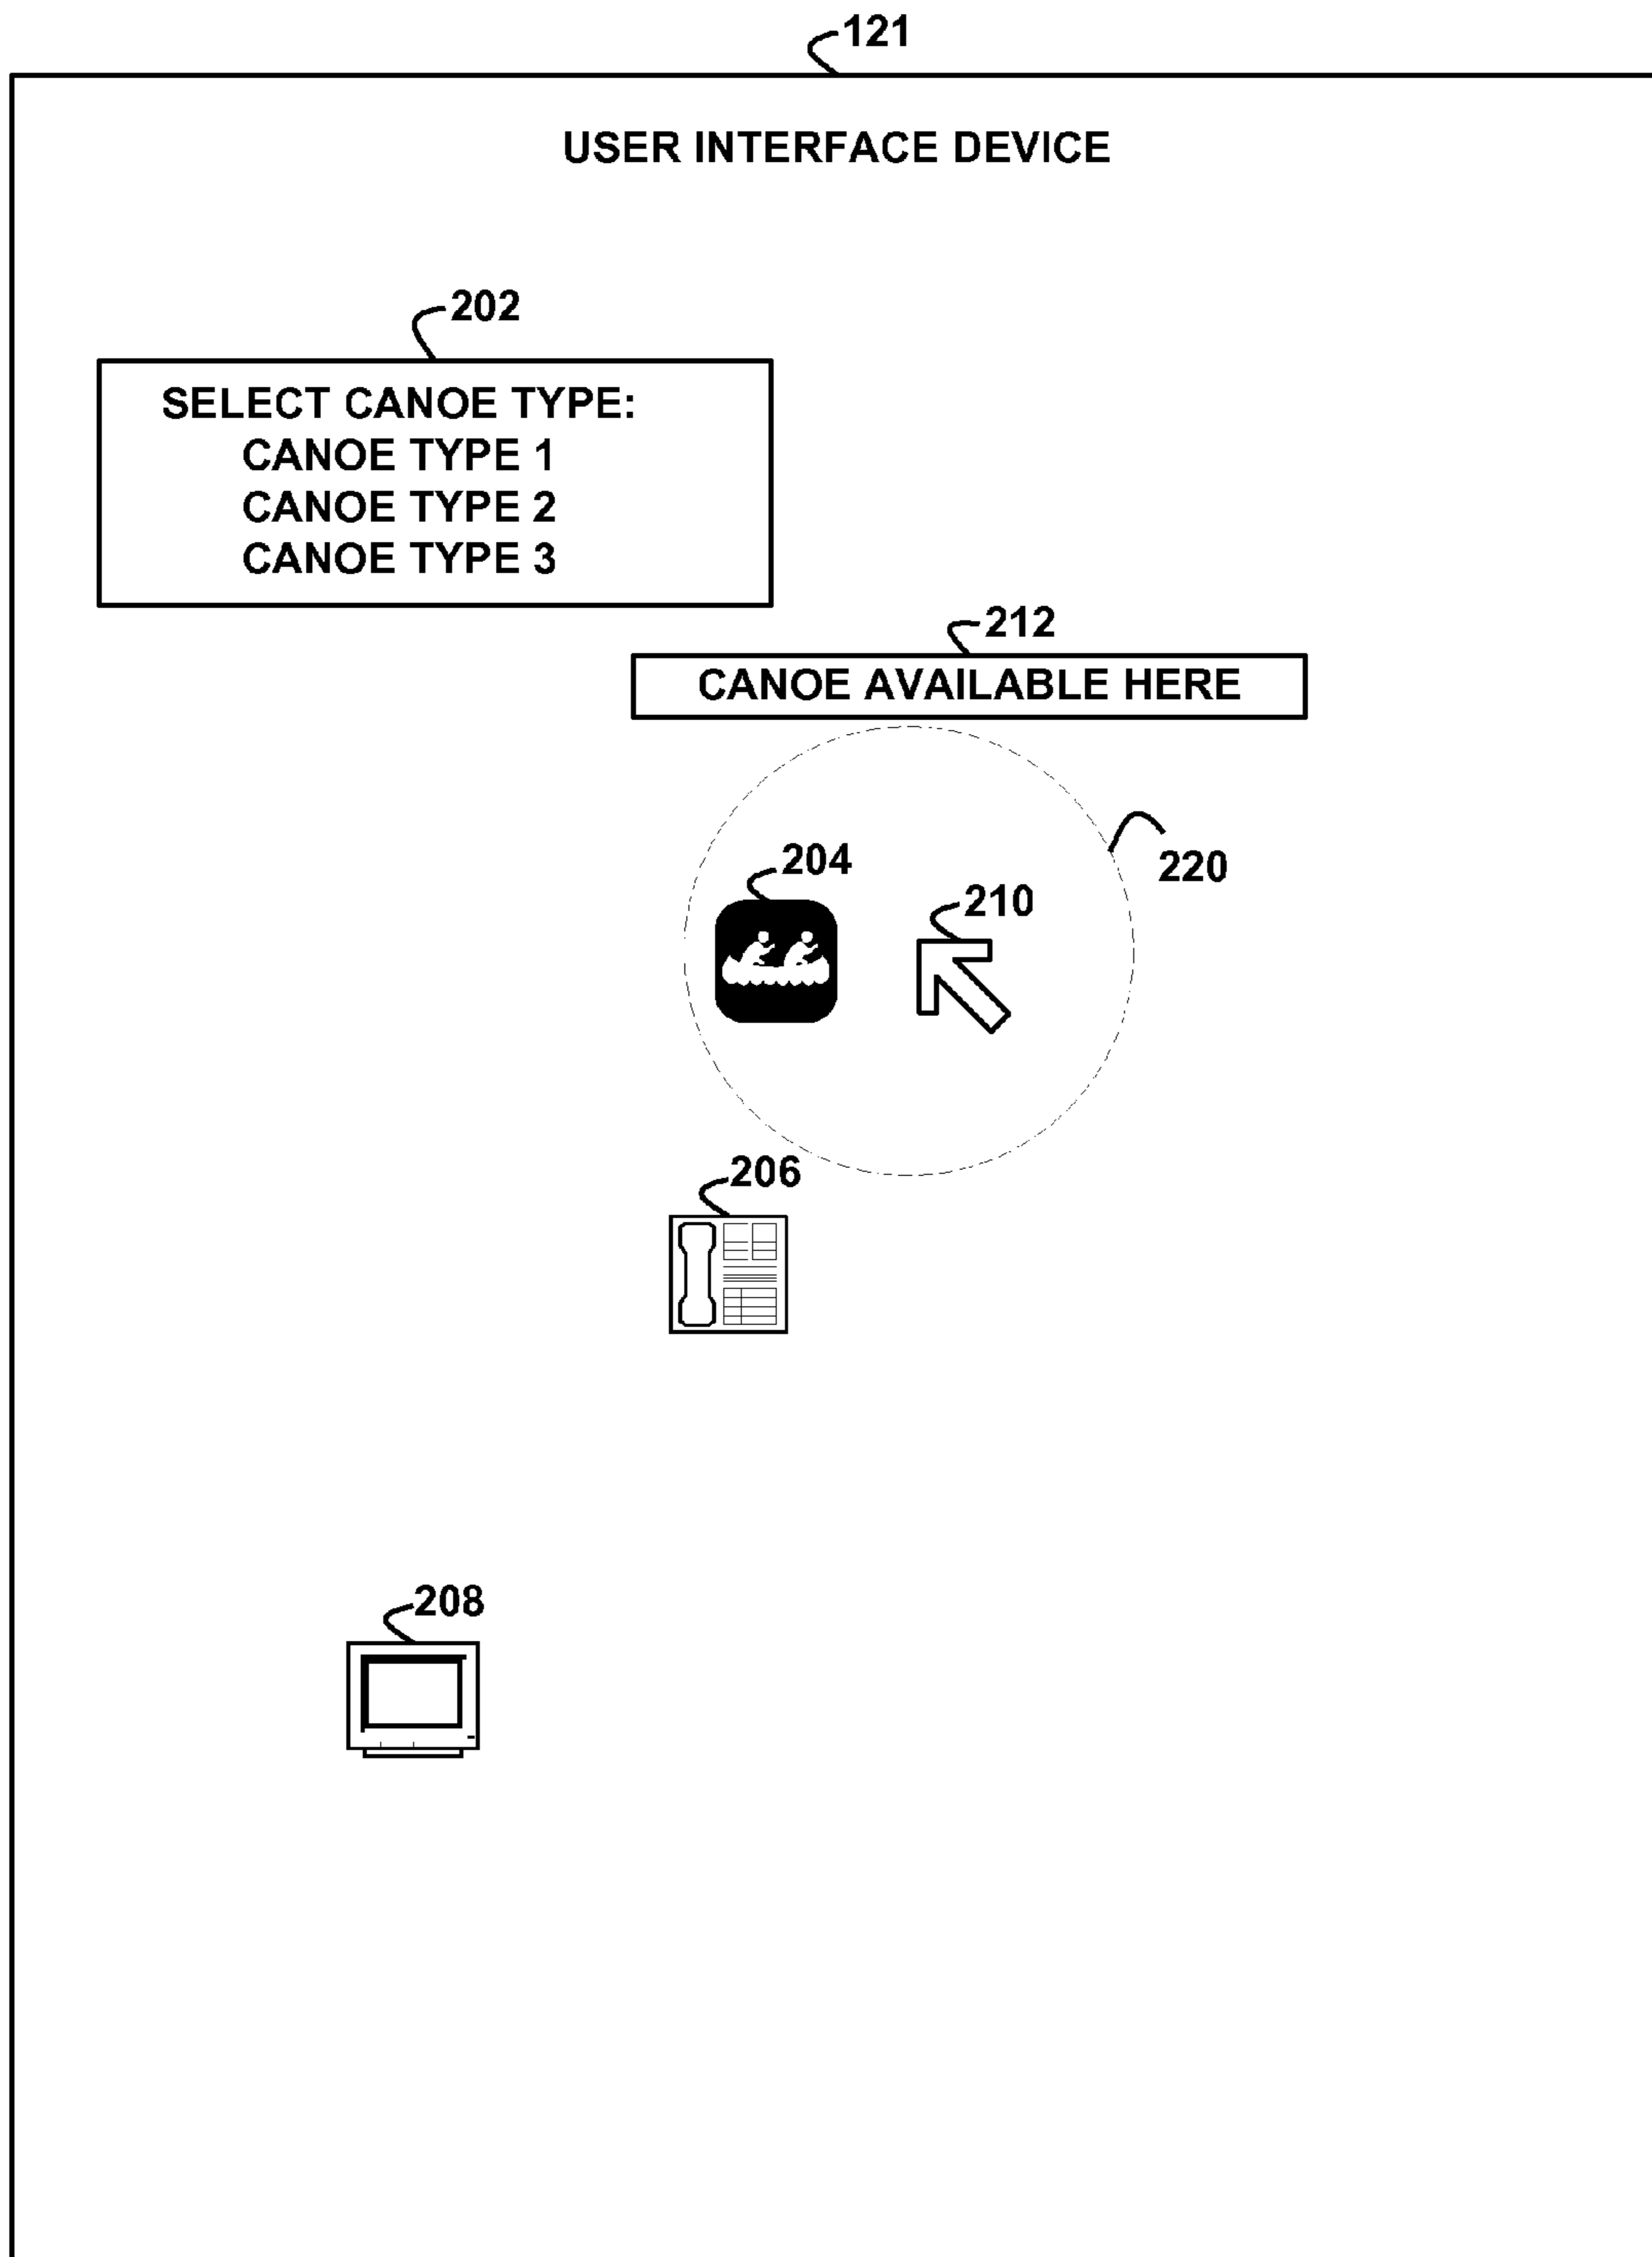 121
USER INTERFACE DEVICE
202
SELECT CANOE TYPE:
CANOE TYPE 1
CANOE TYPE 2
CANOE TYPE 3
212
CANOE AVAILABLE HERE
204
220
210
206
208